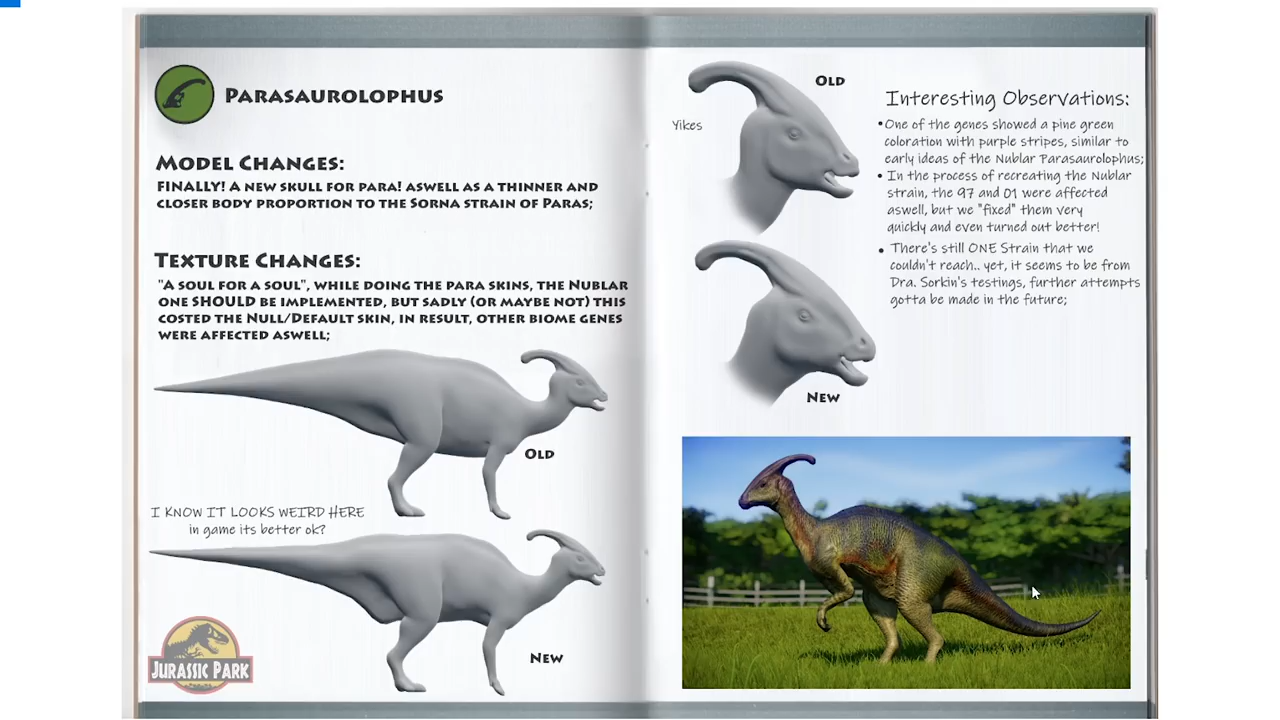 PARASAUROLOPHUS
MODEL CHANGES:
FINALLY! A NEW SKULL FOR PARA! ASWELL AS A THINNER AND
CLOSER BODY PROPORTION TO THE SORNA STRAIN OF PARAS;
TEXTURE CHANGES:
"A SOUL FOR A SOUL", WHILE DOING THE PARA SKINS, THE NUBLAR
ONE SHOULD BE IMPLEMENTED, BUT SADLY (OR MAYBE NOT) THIS
COSTED THE NULL/DEFAULT SKIN, IN RESULT, OTHER BIOME GENES
WERE AFFECTED ASWELL;
OLD
I KNOW IT LOOKS WEIRD HERE
in game its better ok?
NEW
JURASSIC PARK
OLD
Yikes
NEW
Interesting Observations:
•One of the genes showed a pine green
coloration with purple stripes, similar to
early ideas of the Nublar Parasaurolophus;
• In the process of recreating the Nublar
strain, the 97 and 01 were affected
aswell, but we "fixed" them very
quickly and even turned out better!
• There's still ONE Strain that we
couldn't reach.. yet, it seems to be from
Dra. Sorkin's testings, further attempts
gotta be made in the future;